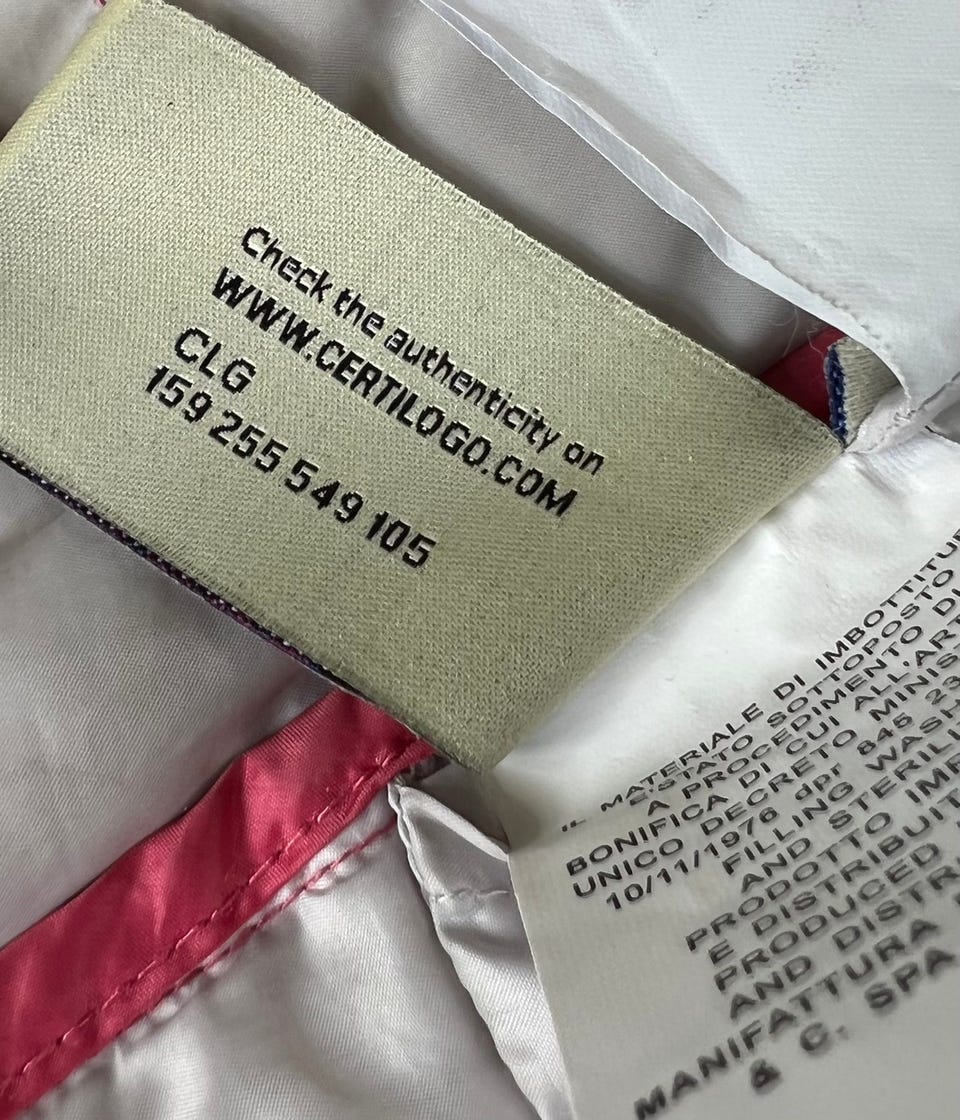 Check the authenticity on
WWW.CERTILOGO.COM
CLG
159 255 549 105
IL MATERIALE DI IMBOTTITUR
E'STATO SOTTOPOSTO
A PROCEDIMENTO DI
BONIFICA DI CUI ALL'ART
UNICO DECRETO MINIS
10/11/1976 dpr 845 23
FILLING WASH
AND STERILI
PRODOTTO IMP
E DISTRIBUIT
PRODUCED
AND DISTR
MANIFATTURA
& C. SPA